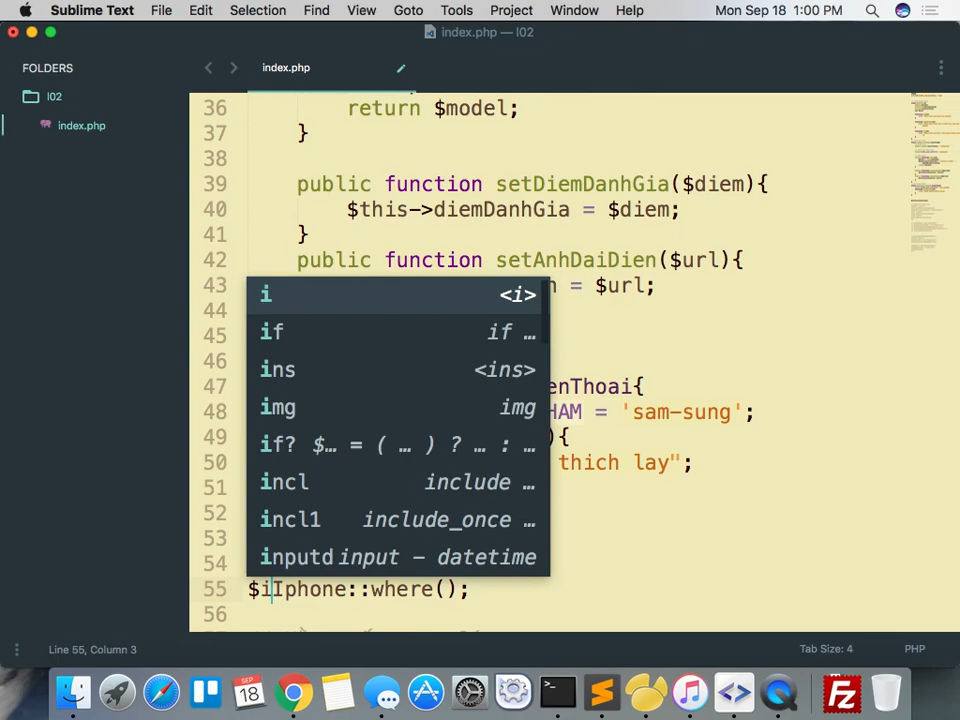 Sublime Text File Edit Selection Find View Goto Tools Project Window Help Mon Sep 18 1:00 PM
index.php — l02
FOLDERS
index.php
l02
index.php
36 return $model;
37 }
38
39 public function setDiemDanhGia($diem){
40 $this->diemDanhGia = $diem;
41 }
42 public function setAnhDaiDien($url){
43 n = $url;
44
45
46
47 enThoai{
48 HAM = 'sam-sung';
49 ){
50 thich lay";
51
52
53
54
55 $iIphone::where();
56
i <i>
if if …
ins <ins>
img img
if? $… = ( … ) ? … : …
incl include …
incl1 include_once …
inputd input – datetime
Line 55, Column 3
Tab Size: 4
PHP
SEP
18
Fz